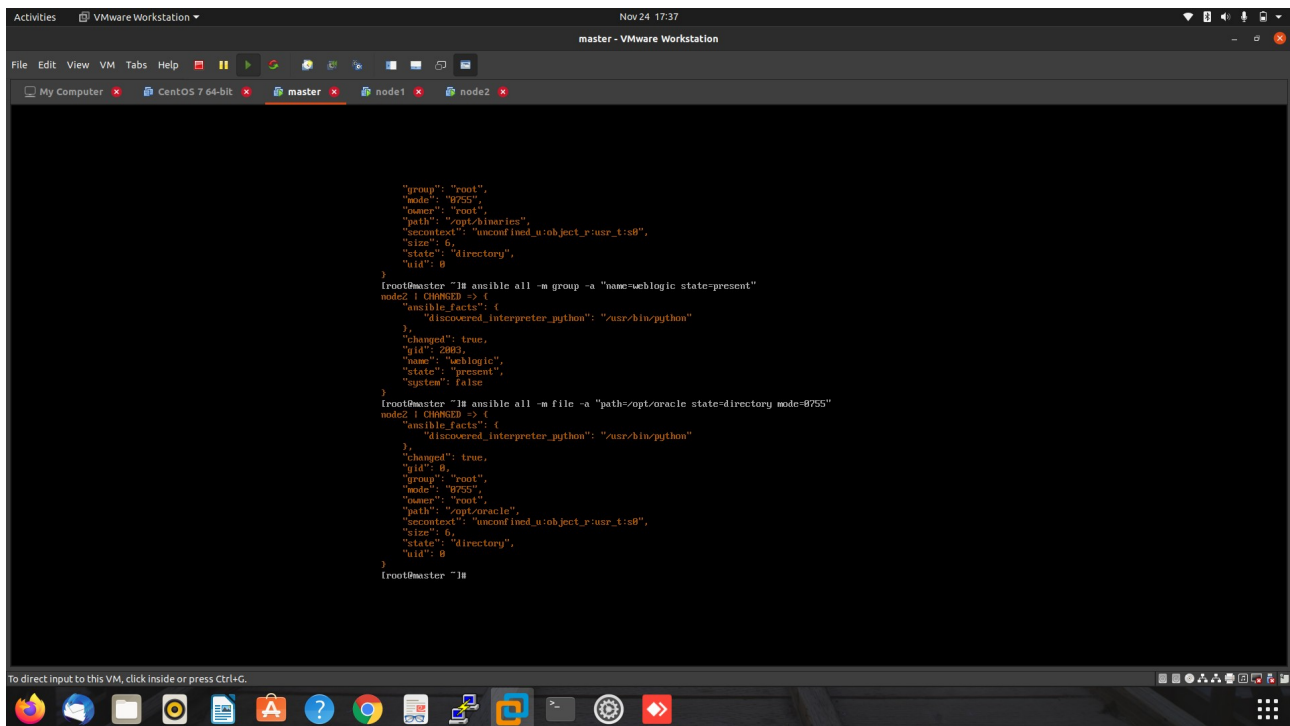 Activities VMware Workstation Nov 24 17:37
master - VMware Workstation
File Edit View VM Tabs Help
My Computer CentOS 7 64-bit master node1 node2
"group": "root",
"mode": "0755",
"owner": "root",
"path": "/opt/binaries",
"secontext": "unconfined_u:object_r:usr_t:s0",
"size": 6,
"state": "directory",
"uid": 0
}
[root@master ~]# ansible all -m group -a "name=weblogic state=present"
node2 | CHANGED => {
"ansible_facts": {
"discovered_interpreter_python": "/usr/bin/python"
},
"changed": true,
"gid": 2003,
"name": "weblogic",
"state": "present",
"system": false
}
[root@master ~]# ansible all -m file -a "path=/opt/oracle state=directory mode=0755"
node2 | CHANGED => {
"ansible_facts": {
"discovered_interpreter_python": "/usr/bin/python"
},
"changed": true,
"gid": 0,
"group": "root",
"mode": "0755",
"owner": "root",
"path": "/opt/oracle",
"secontext": "unconfined_u:object_r:usr_t:s0",
"size": 6,
"state": "directory",
"uid": 0
}
[root@master ~]#
To direct input to this VM, click inside or press Ctrl+G.